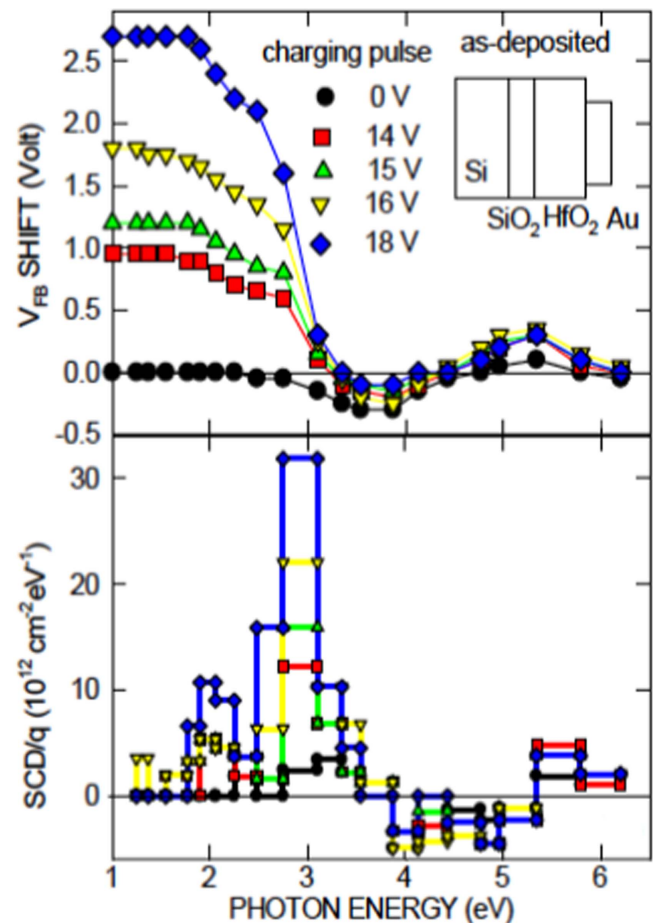 charging pulse
0 V
14 V
15 V
16 V
18 V
as-deposited
Si
SiO2 HfO2 Au
VFB SHIFT (Volt)
2.5
2.0
1.5
1.0
0.5
0.0
-0.5
SCD/q (10^12 cm^-2 eV^-1)
30
20
10
0
1 2 3 4 5 6
PHOTON ENERGY (eV)